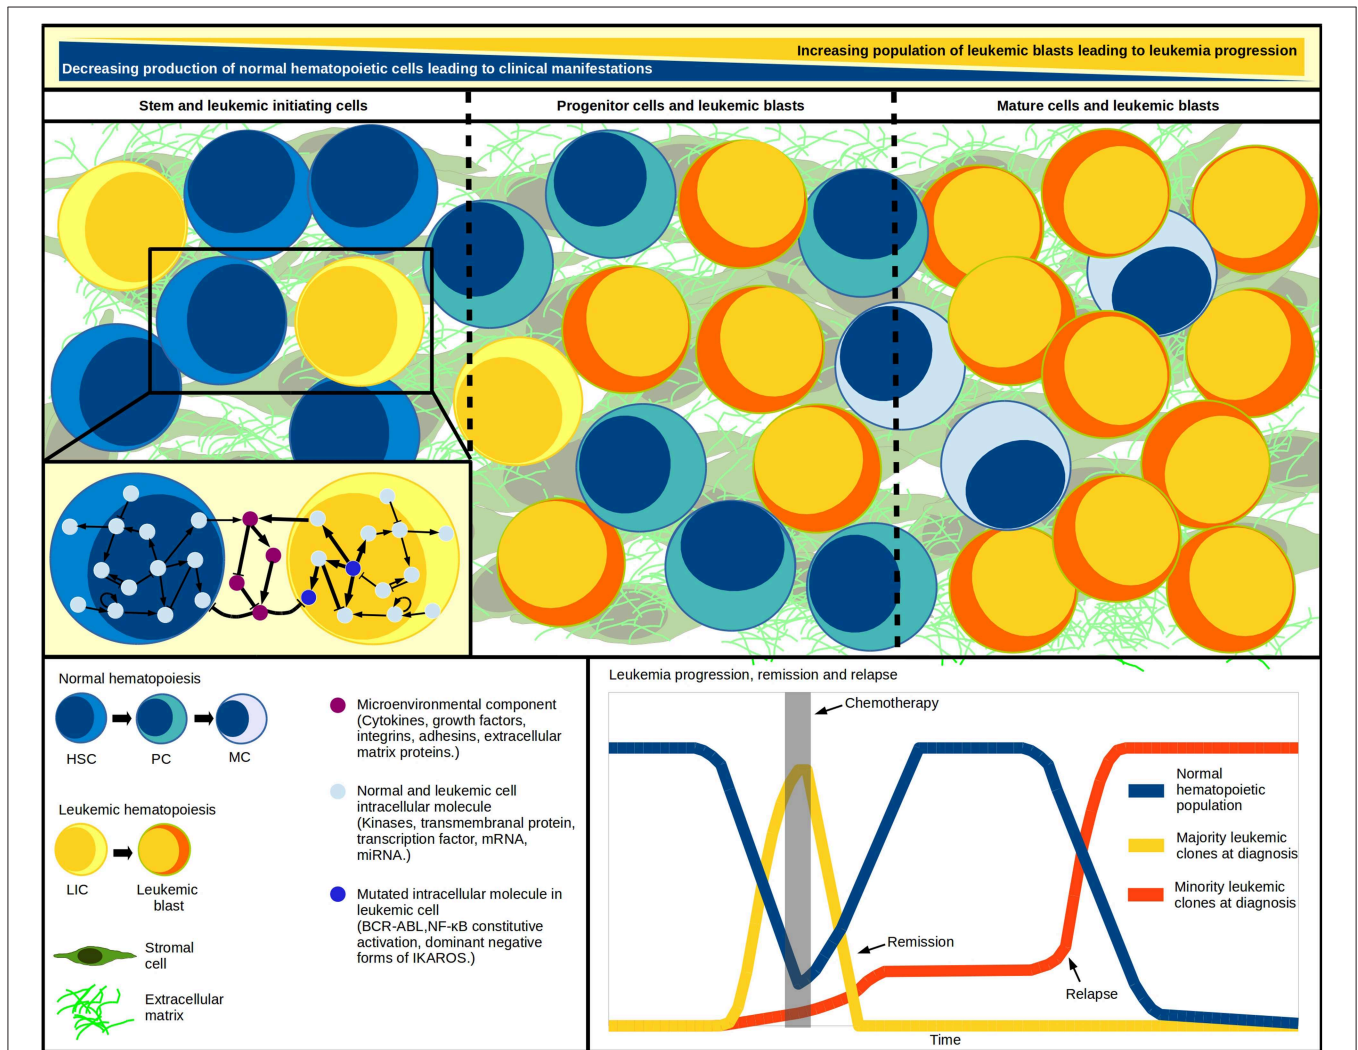 Increasing population of leukemic blasts leading to leukemia progression
Decreasing production of normal hematopoietic cells leading to clinical manifestations
Stem and leukemic initiating cells
Progenitor cells and leukemic blasts
Mature cells and leukemic blasts
Normal hematopoiesis
HSC
PC
MC
Leukemic hematopoiesis
LIC
Leukemic
blast
Stromal
cell
Extracellular
matrix
Microenvironmental component
(Cytokines, growth factors,
integrins, adhesins, extracellular
matrix proteins.)
Normal and leukemic cell
intracellular molecule
(Kinases, transmembranal protein,
transcription factor, mRNA,
miRNA.)
Mutated intracellular molecule in
leukemic cell
(BCR-ABL,NF-κB constitutive
activation, dominant negative
forms of IKAROS.)
Leukemia progression, remission and relapse
Chemotherapy
Normal
hematopoietic
population
Majority leukemic
clones at diagnosis
Minority leukemic
clones at diagnosis
Remission
Relapse
Time